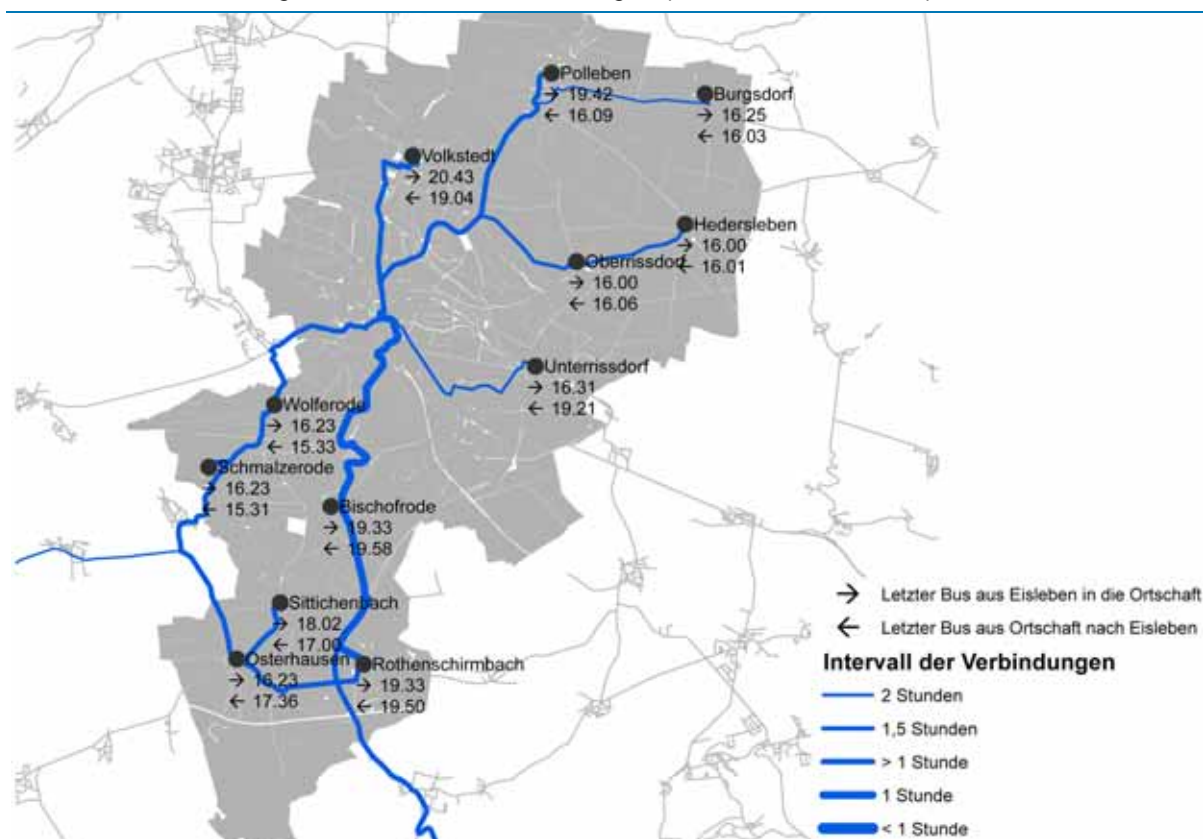 Polleben
→ 19.42
← 16.09
Burgsdorf
→ 16.25
← 16.03
Volkstedt
→ 20.43
← 19.04
Hedersleben
→ 16.00
← 16.01
Oberrissdorf
→ 16.00
← 16.06
Unterrissdorf
→ 16.31
← 19.21
Wolferode
→ 16.23
← 15.33
Schmalzerode
→ 16.23
← 15.31
Bischofrode
→ 19.33
← 19.58
Sittichenbach
→ 18.02
← 17.00
Osterhausen
→ 16.23
← 17.36
Rothenschirmbach
→ 19.33
← 19.50
→ Letzter Bus aus Eisleben in die Ortschaft
← Letzter Bus aus Ortschaft nach Eisleben
Intervall der Verbindungen
2 Stunden
1,5 Stunden
> 1 Stunde
1 Stunde
< 1 Stunde